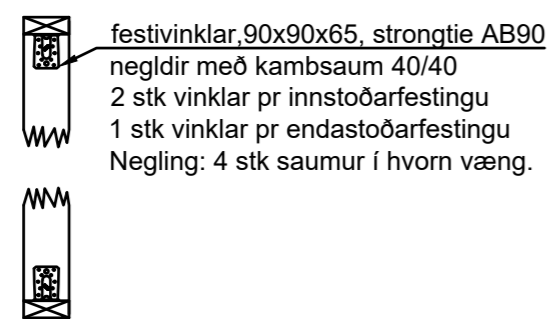 festivinklar,90x90x65, strongtie AB90
negldir með kambsaum 40/40
2 stk vinklar pr innstoðarfestingu
1 stk vinklar pr endastoðarfestingu
Negling: 4 stk saumur í hvorn væng.